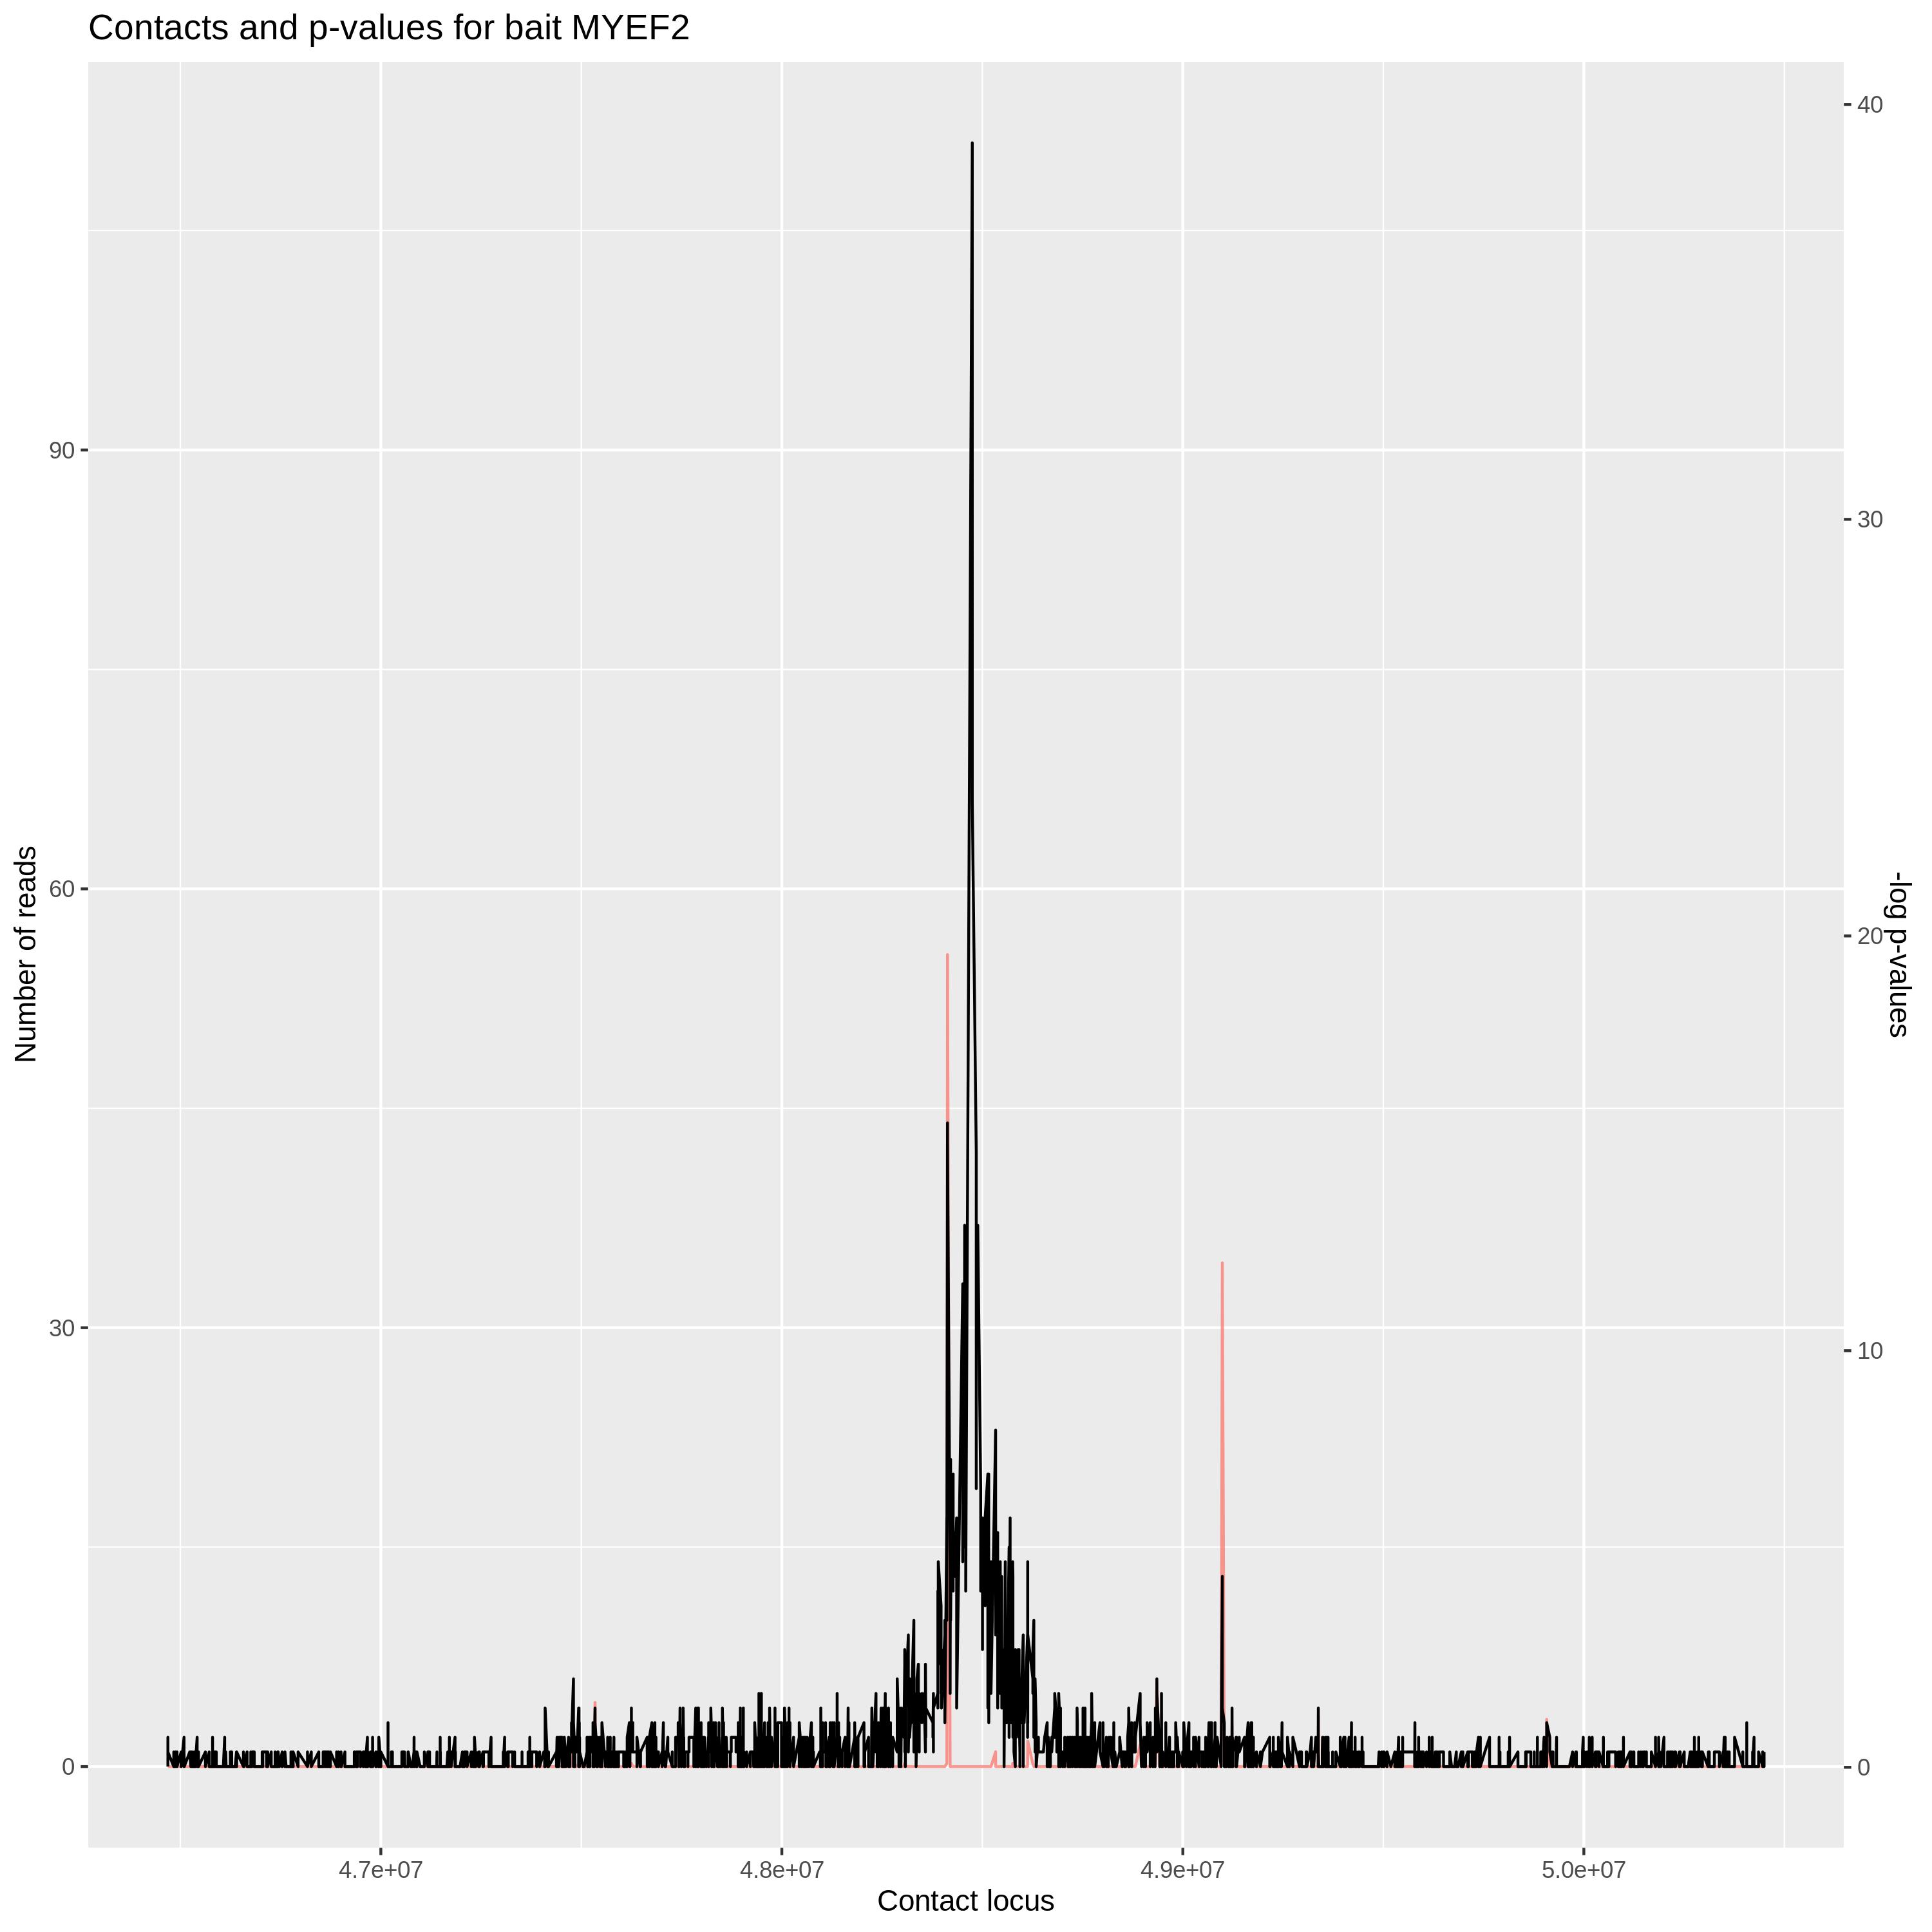 Contacts and p-values for bait MYEF2
Number of reads
90
60
30
0
40
30
20
10
0
-log p-values
4.7e+07 4.8e+07 4.9e+07 5.0e+07
Contact locus